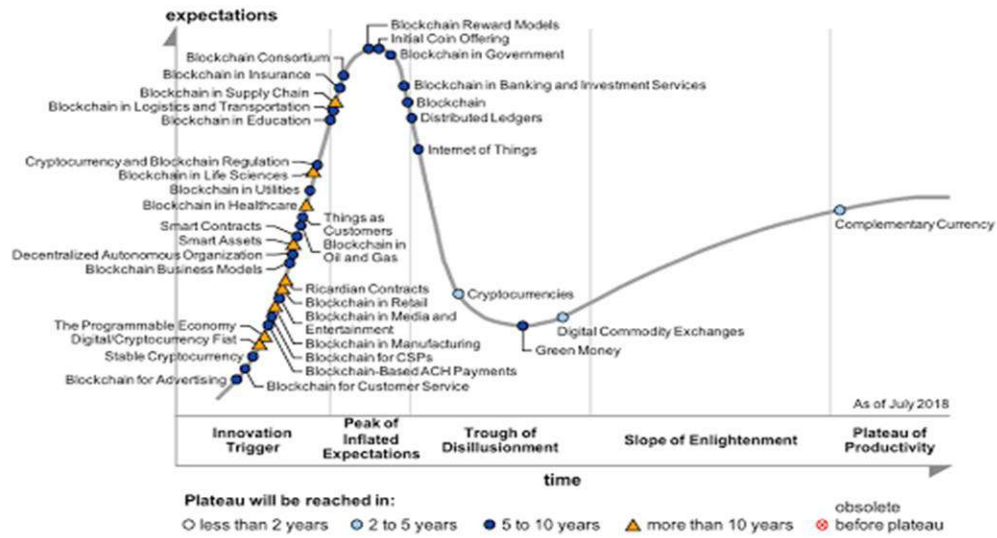 expectations
Blockchain Reward Models
Initial Coin Offering
Blockchain in Government
Blockchain Consortium
Blockchain in Insurance
Blockchain in Supply Chain
Blockchain in Logistics and Transportation
Blockchain in Education
Blockchain in Banking and Investment Services
Blockchain
Distributed Ledgers
Internet of Things
Cryptocurrency and Blockchain Regulation
Blockchain in Life Sciences
Blockchain in Utilities
Blockchain in Healthcare
Smart Contracts
Smart Assets
Decentralized Autonomous Organization
Blockchain Business Models
Things as
Customers
Blockchain in
Oil and Gas
Ricardian Contracts
Blockchain in Retail
Blockchain in Media and
Entertainment
Blockchain in Manufacturing
Blockchain for CSPs
Blockchain-Based ACH Payments
Blockchain for Customer Service
The Programmable Economy
Digital/Cryptocurrency Fiat
Stable Cryptocurrency
Blockchain for Advertising
Cryptocurrencies
Digital Commodity Exchanges
Green Money
Complementary Currency
As of July 2018
Innovation
Trigger
Peak of
Inflated
Expectations
Trough of
Disillusionment
Slope of Enlightenment
Plateau of
Productivity
time
Plateau will be reached in:
less than 2 years
2 to 5 years
5 to 10 years
more than 10 years
obsolete
before plateau